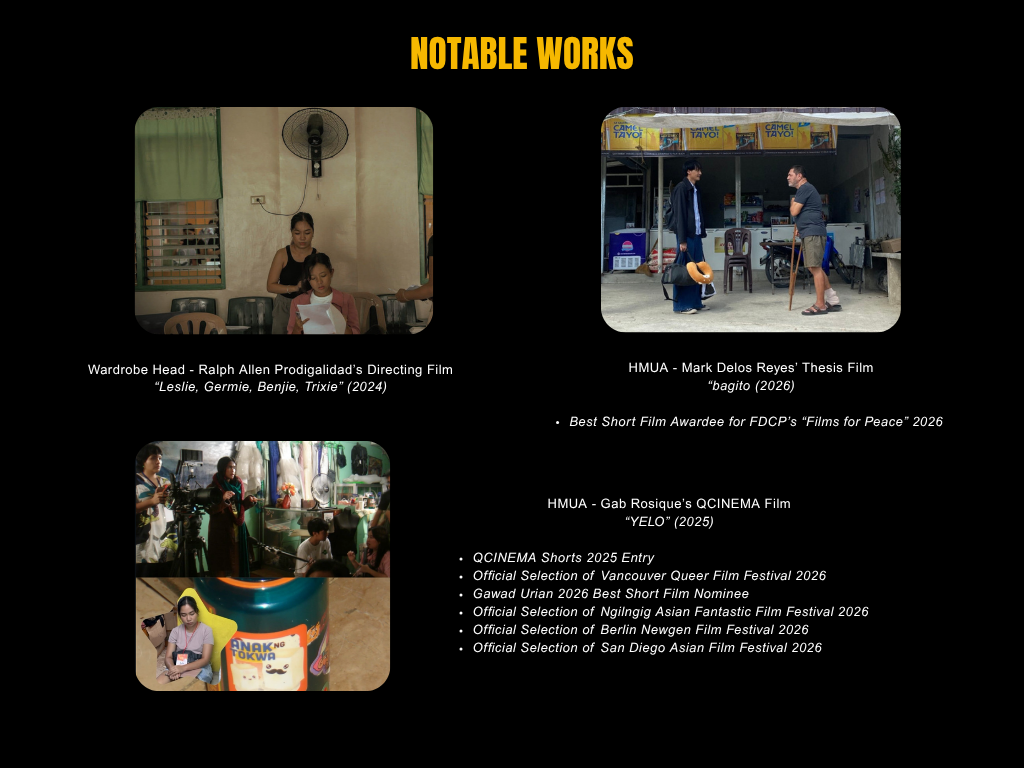 NOTABLE WORKS
CAMEL TAYO!
CAMEL TAYO!
CAMEL TAYO!
Wardrobe Head - Ralph Allen Prodigalidad’s Directing Film
“Leslie, Germie, Benjie, Trixie” (2024)
HMUA - Mark Delos Reyes’ Thesis Film
“bagito (2026)
• Best Short Film Awardee for FDCP’s “Films for Peace” 2026
HMUA - Gab Rosique’s QCINEMA Film
“YELO” (2025)
• QCINEMA Shorts 2025 Entry
• Official Selection of Vancouver Queer Film Festival 2026
• Gawad Urian 2026 Best Short Film Nominee
• Official Selection of Ngilngig Asian Fantastic Film Festival 2026
• Official Selection of Berlin Newgen Film Festival 2026
• Official Selection of San Diego Asian Film Festival 2026
ANAK NG
TOKWA